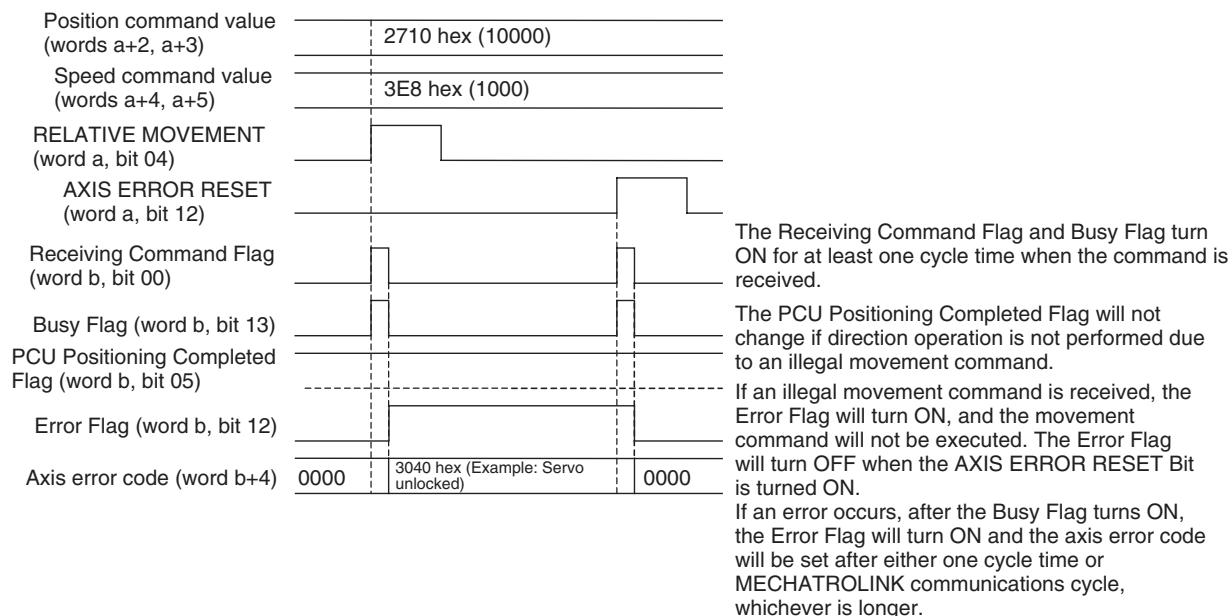 Position command value
(words a+2, a+3)
2710 hex (10000)
Speed command value
(words a+4, a+5)
3E8 hex (1000)
RELATIVE MOVEMENT
(word a, bit 04)
AXIS ERROR RESET
(word a, bit 12)
Receiving Command Flag
(word b, bit 00)
Busy Flag (word b, bit 13)
PCU Positioning Completed
Flag (word b, bit 05)
Error Flag (word b, bit 12)
Axis error code (word b+4)
0000
3040 hex (Example: Servo
unlocked)
0000
The Receiving Command Flag and Busy Flag turn
ON for at least one cycle time when the command is
received.
The PCU Positioning Completed Flag will not
change if direction operation is not performed due
to an illegal movement command.
If an illegal movement command is received, the
Error Flag will turn ON, and the movement
command will not be executed. The Error Flag
will turn OFF when the AXIS ERROR RESET Bit
is turned ON.
If an error occurs, after the Busy Flag turns ON,
the Error Flag will turn ON and the axis error code
will be set after either one cycle time or
MECHATROLINK communications cycle,
whichever is longer.